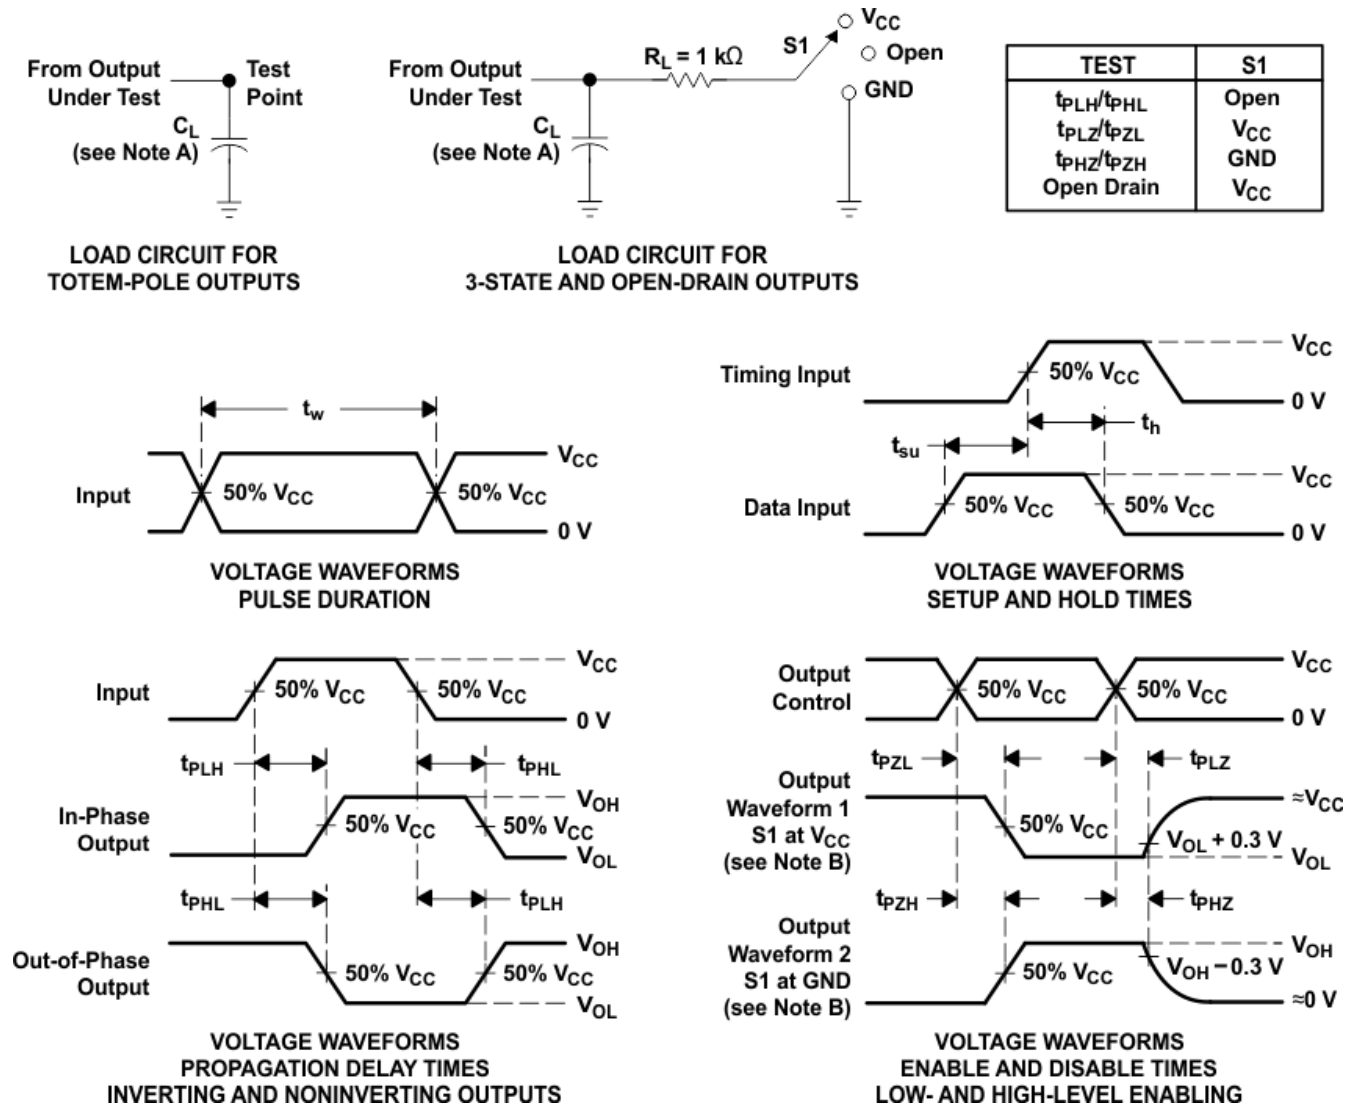 From Output
Under Test
Test
Point
CL
(see Note A)
LOAD CIRCUIT FOR
TOTEM-POLE OUTPUTS
From Output
Under Test
CL
(see Note A)
RL = 1 kΩ
S1
VCC
Open
GND
LOAD CIRCUIT FOR
3-STATE AND OPEN-DRAIN OUTPUTS
TEST S1
tPLH/tPHL Open
tPLZ/tPZL VCC
tPHZ/tPZH GND
Open Drain VCC
tw
Input
50% VCC
50% VCC
VCC
0 V
VOLTAGE WAVEFORMS
PULSE DURATION
Timing Input
50% VCC
VCC
0 V
th
tsu
Data Input
50% VCC
50% VCC
VCC
0 V
VOLTAGE WAVEFORMS
SETUP AND HOLD TIMES
Input
50% VCC
50% VCC
VCC
0 V
tPLH
tPHL
In-Phase
Output
50% VCC
50% VCC
VOH
VOL
tPHL
tPLH
Out-of-Phase
Output
50% VCC
50% VCC
VOH
VOL
VOLTAGE WAVEFORMS
PROPAGATION DELAY TIMES
INVERTING AND NONINVERTING OUTPUTS
Output
Control
50% VCC
50% VCC
VCC
0 V
tPZL
tPLZ
Output
Waveform 1
S1 at VCC
(see Note B)
50% VCC
VOL + 0.3 V
≈VCC
VOL
tPZH
tPHZ
Output
Waveform 2
S1 at GND
(see Note B)
50% VCC
VOH − 0.3 V
VOH
≈0 V
VOLTAGE WAVEFORMS
ENABLE AND DISABLE TIMES
LOW- AND HIGH-LEVEL ENABLING